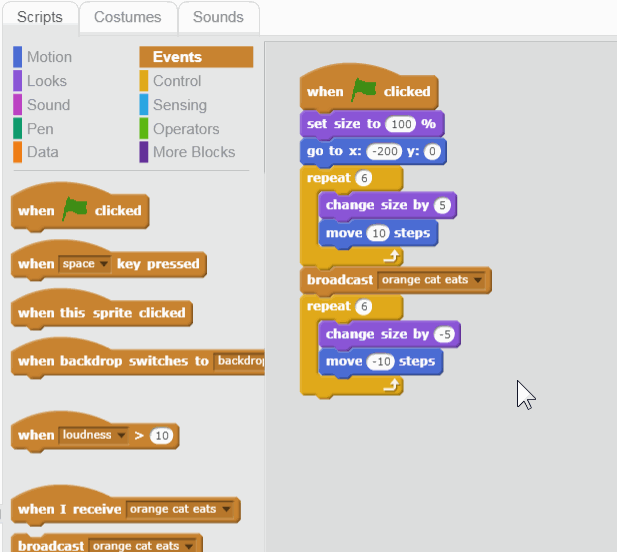 Scripts Costumes Sounds
Motion Events
Looks Control
Sound Sensing
Pen Operators
Data More Blocks
when clicked
when space key pressed
when this sprite clicked
when backdrop switches to
when loudness > 10
when I receive orange cat eats
broadcast orange cat eats
when clicked
set size to 100 %
go to x: -200 y: 0
repeat 6
change size by 5
move 10 steps
broadcast orange cat eats
repeat 6
change size by -5
move -10 steps